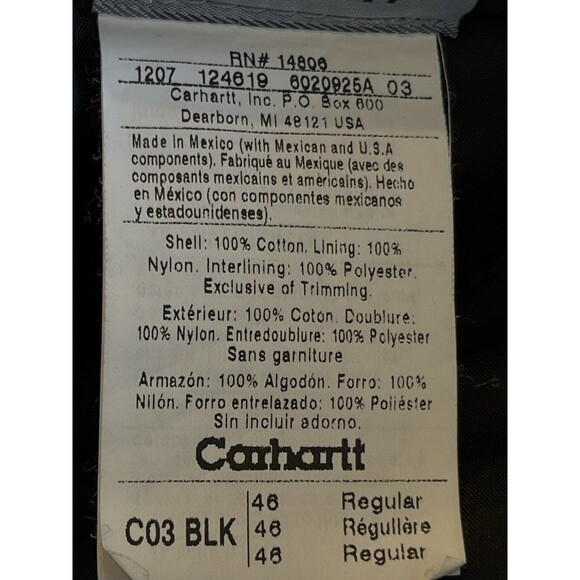 RN# 14806
1207 124619 6020925A 03
Carhartt, Inc. P.O. Box 600
Dearborn, MI 48121 USA
Made In Mexico (with Mexican and U.S.A
components). Fabriqué au Mexique (avec des
composants mexicains et américains). Hecho
en México (con componentes mexicanos
y estadounidenses).
Shell: 100% Cotton. Lining: 100%
Nylon. Interlining: 100% Polyester.
Exclusive of Trimming.
Extérieur: 100% Coton. Doublure:
100% Nylon. Entredoublure: 100% Polyester
Sans garniture
Armazón: 100% Algodón. Forro: 100%
Nilón. Forro entrelazado: 100% Poliéster
Sin incluir adorno.
Carhartt
C03 BLK
46 Regular
46 Régullère
46 Regular